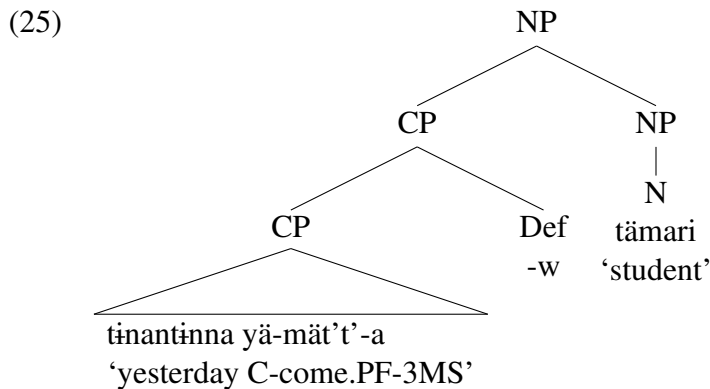 (25) NP
CP NP
CP Def N
-w tämari
‘student’
tɨnantɨnna yä-mät’t’-a
‘yesterday C-come.PF-3MS’